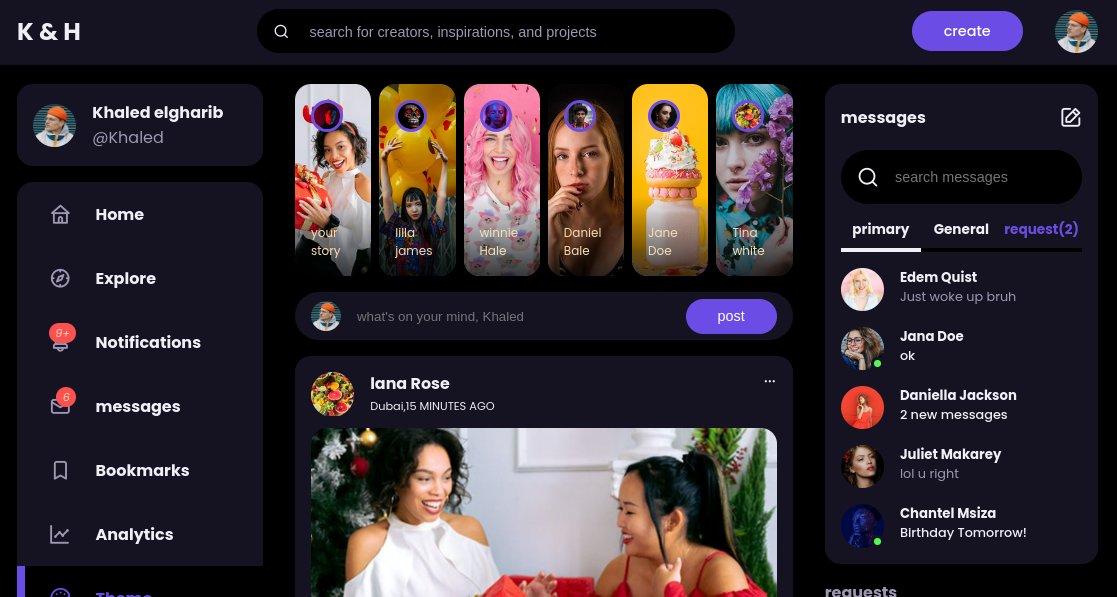 K & H
search for creators, inspirations, and projects
create
Khaled elgharib
@Khaled
Home
Explore
9+
Notifications
6
messages
Bookmarks
Analytics
Theme
your
story
lilla
james
winnie
Hale
Daniel
Bale
Jane
Doe
Tina
white
what's on your mind, Khaled
post
lana Rose
Dubai,15 MINUTES AGO
messages
search messages
primary
General
request(2)
Edem Quist
Just woke up bruh
Jana Doe
ok
Daniella Jackson
2 new messages
Juliet Makarey
lol u right
Chantel Msiza
Birthday Tomorrow!
requests